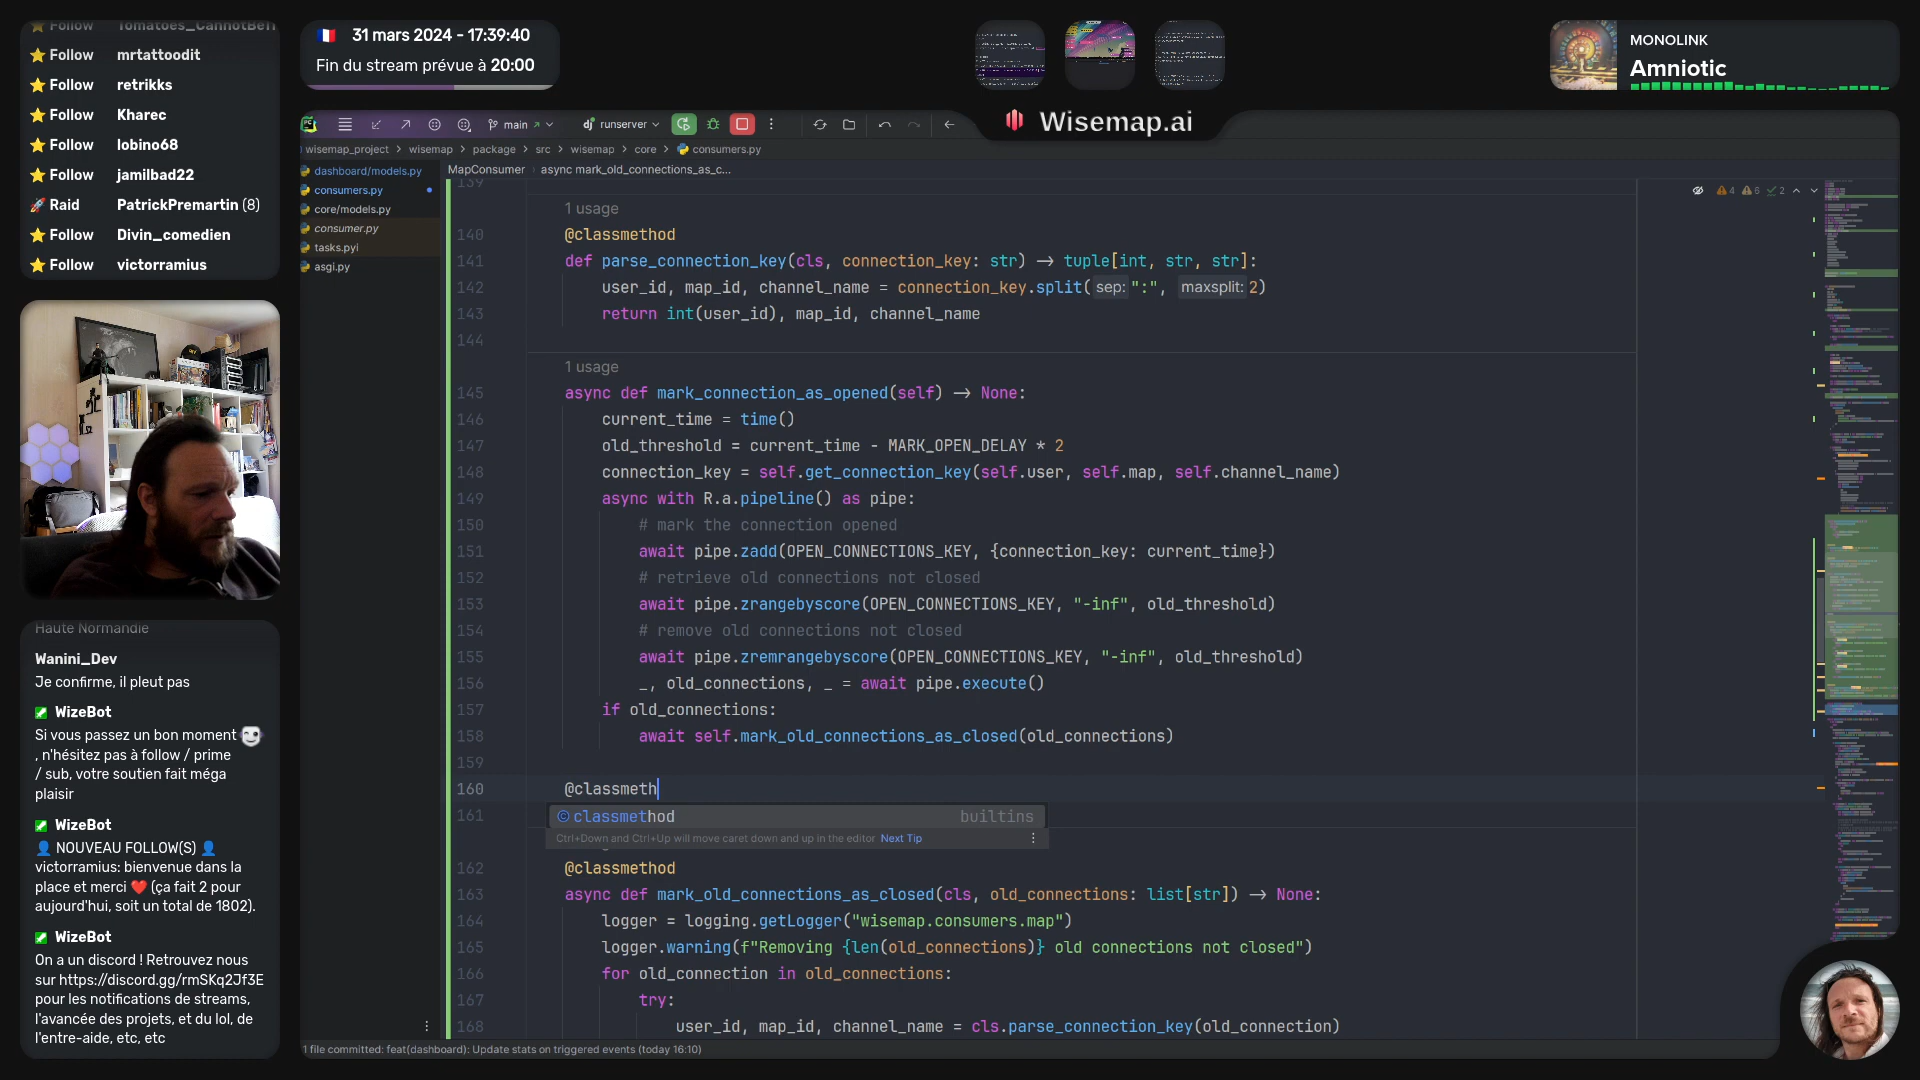 Follow Tomatoes_CannotBeff
Follow mrtattoodit
Follow retrikks
Follow Kharec
Follow lobino68
Follow jamilbad22
Raid PatrickPremartin (8)
Follow Divin_comedien
Follow victorramius
31 mars 2024 - 17:39:40
Fin du stream prévue à 20:00
MONOLINK
Amniotic
Wisemap.ai
main
runserver
wisemap_project > wisemap > package > src > wisemap > core > consumers.py
dashboard/models.py
consumers.py
core/models.py
consumer.py
tasks.pyi
asgi.py
MapConsumer async mark_old_connections_as_c...
4 6 2
139
1 usage
140 @classmethod
141 def parse_connection_key(cls, connection_key: str) → tuple[int, str, str]:
142 user_id, map_id, channel_name = connection_key.split( sep: ":", maxsplit: 2)
143 return int(user_id), map_id, channel_name
144
1 usage
145 async def mark_connection_as_opened(self) → None:
146 current_time = time()
147 old_threshold = current_time - MARK_OPEN_DELAY * 2
148 connection_key = self.get_connection_key(self.user, self.map, self.channel_name)
149 async with R.a.pipeline() as pipe:
150 # mark the connection opened
151 await pipe.zadd(OPEN_CONNECTIONS_KEY, {connection_key: current_time})
152 # retrieve old connections not closed
153 await pipe.zrangebyscore(OPEN_CONNECTIONS_KEY, "-inf", old_threshold)
154 # remove old connections not closed
155 await pipe.zremrangebyscore(OPEN_CONNECTIONS_KEY, "-inf", old_threshold)
156 _, old_connections, _ = await pipe.execute()
157 if old_connections:
158 await self.mark_old_connections_as_closed(old_connections)
159
160 @classmeth
161
classmethod builtins
Ctrl+Down and Ctrl+Up will move caret down and up in the editor Next Tip
162 @classmethod
163 async def mark_old_connections_as_closed(cls, old_connections: list[str]) → None:
164 logger = logging.getLogger("wisemap.consumers.map")
165 logger.warning(f"Removing {len(old_connections)} old connections not closed")
166 for old_connection in old_connections:
167 try:
168 user_id, map_id, channel_name = cls.parse_connection_key(old_connection)
1 file committed: feat(dashboard): Update stats on triggered events (today 16:10)
Haute Normandie
Wanini_Dev
Je confirme, il pleut pas
WizeBot
Si vous passez un bon moment
, n'hésitez pas à follow / prime
/ sub, votre soutien fait méga
plaisir
WizeBot
NOUVEAU FOLLOW(S)
victorramius: bienvenue dans la
place et merci ❤️ (ça fait 2 pour
aujourd'hui, soit un total de 1802).
WizeBot
On a un discord ! Retrouvez nous
sur https://discord.gg/rmSKq2Jf3E
pour les notifications de streams,
l'avancée des projets, et du lol, de
l'entre-aide, etc, etc